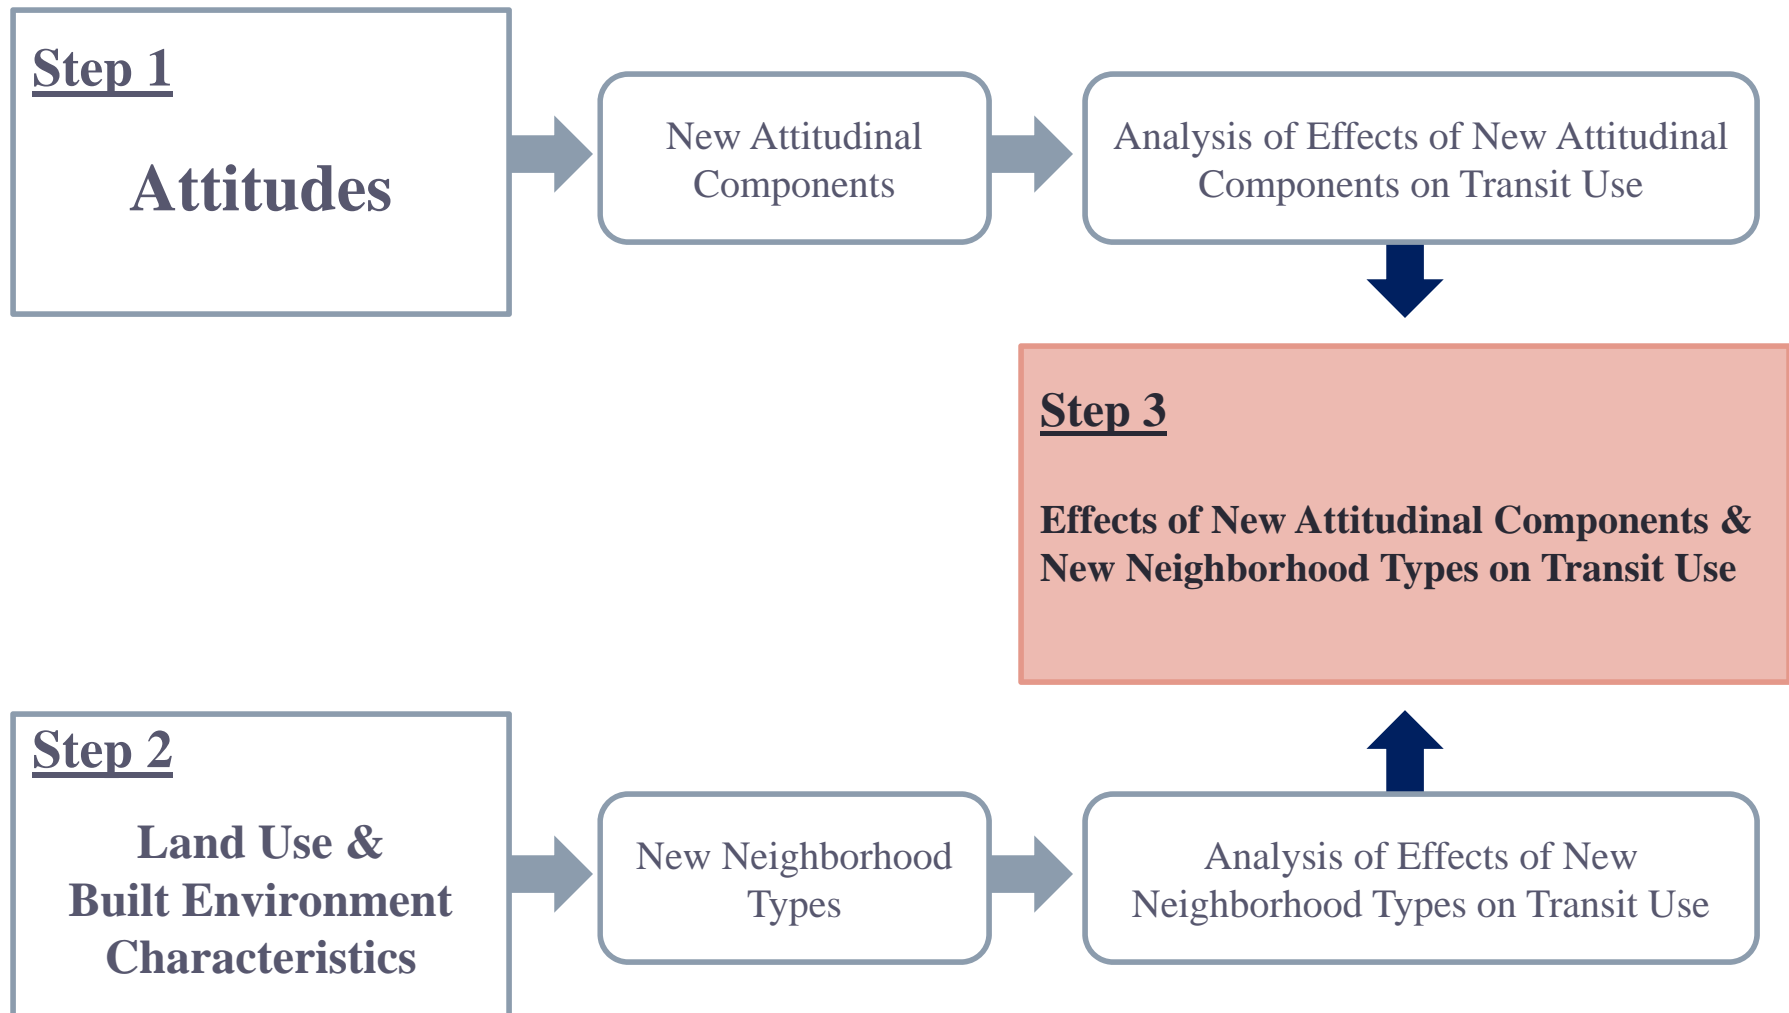 Step 1
Attitudes
New Attitudinal
Components
Analysis of Effects of New Attitudinal
Components on Transit Use
Step 3
Effects of New Attitudinal Components &
New Neighborhood Types on Transit Use
Step 2
Land Use &
Built Environment
Characteristics
New Neighborhood
Types
Analysis of Effects of New
Neighborhood Types on Transit Use